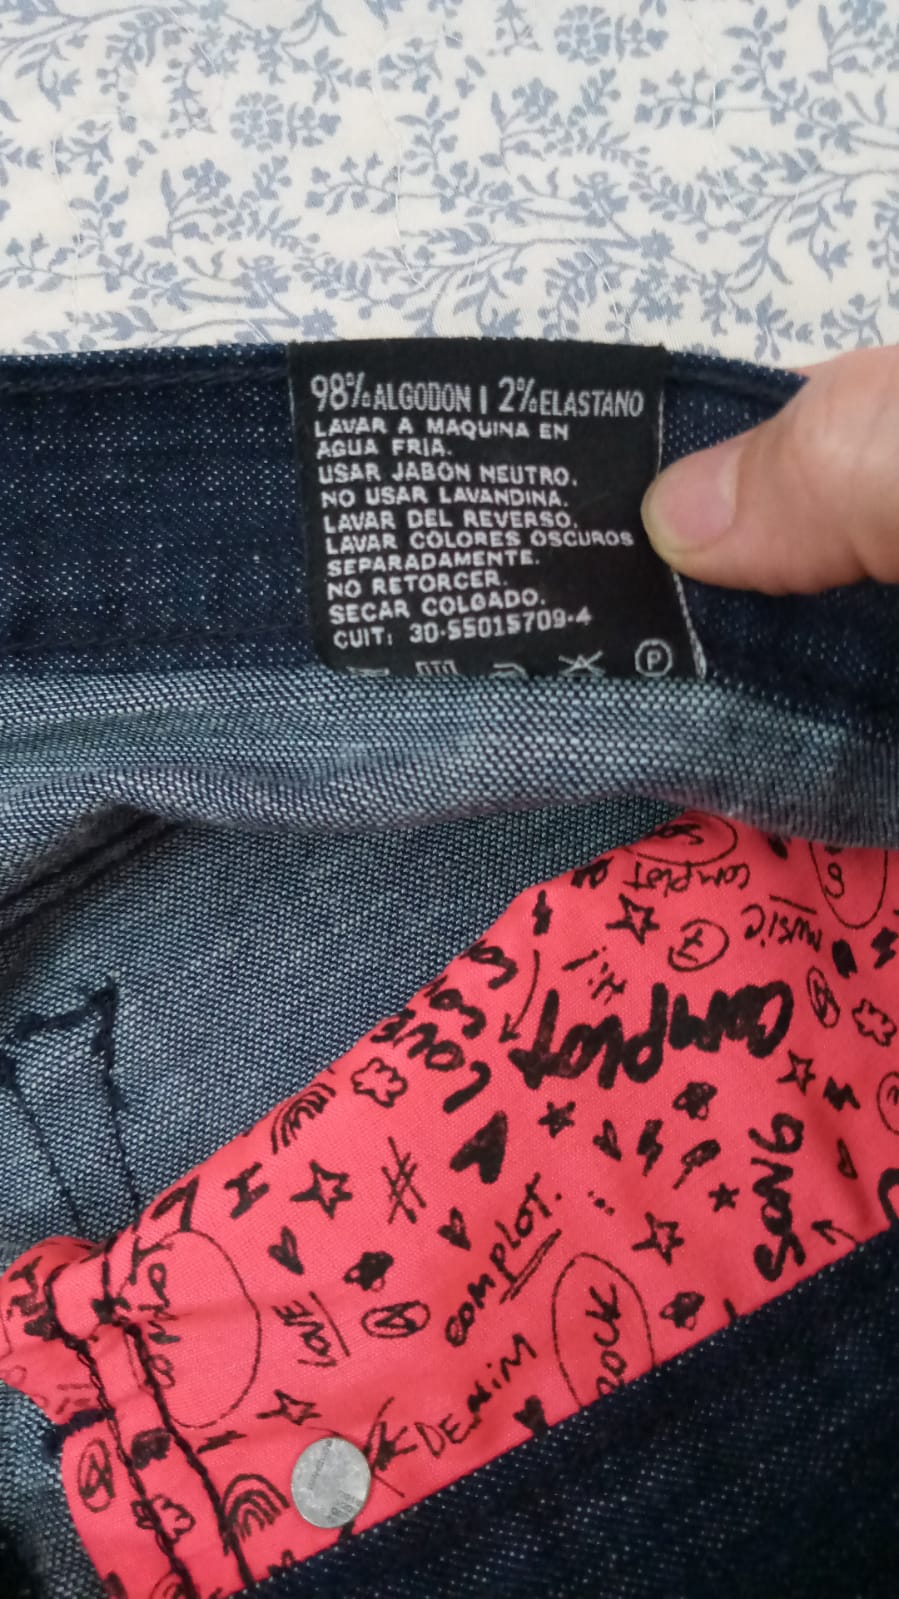 98% ALGODON | 2% ELASTANO
LAVAR A MAQUINA EN
AGUA FRIA.
USAR JABON NEUTRO.
NO USAR LAVANDINA.
LAVAR DEL REVERSO.
LAVAR COLORES OSCUROS
SEPARADAMENTE.
NO RETORCER.
SECAR COLGADO.
CUIT: 30-55015709-4
P
complot
music
Hi!
LOVE
Complot
SONG
H
LOVE
COMPLOT.
ROCK
DENIM